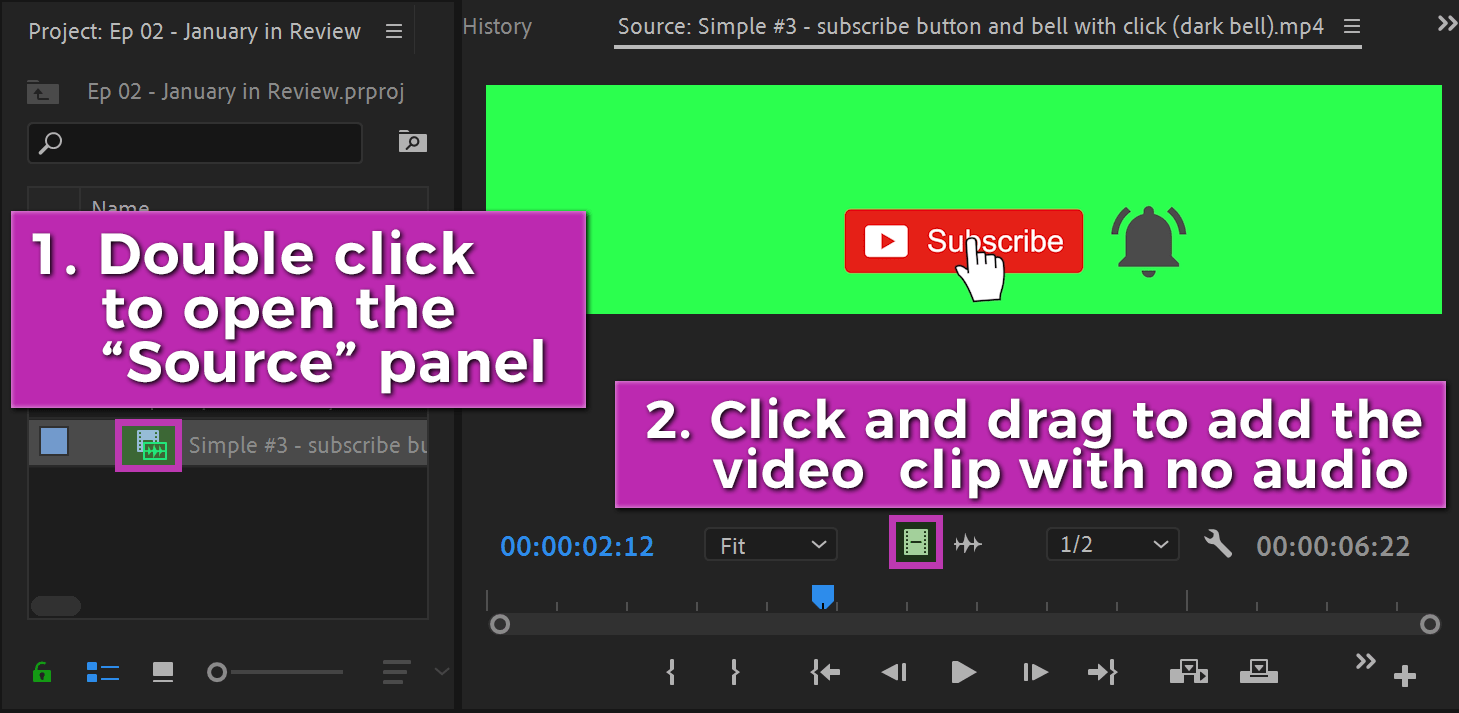 Project: Ep 02 - January in Review
History
Source: Simple #3 - subscribe button and bell with click (dark bell).mp4
Ep 02 - January in Review.prproj
Name
Subscribe
1. Double click
to open the
“Source” panel
2. Click and drag to add the
video clip with no audio
Simple #3 - subscribe bu
00:00:02:12
Fit
1/2
00:00:06:22